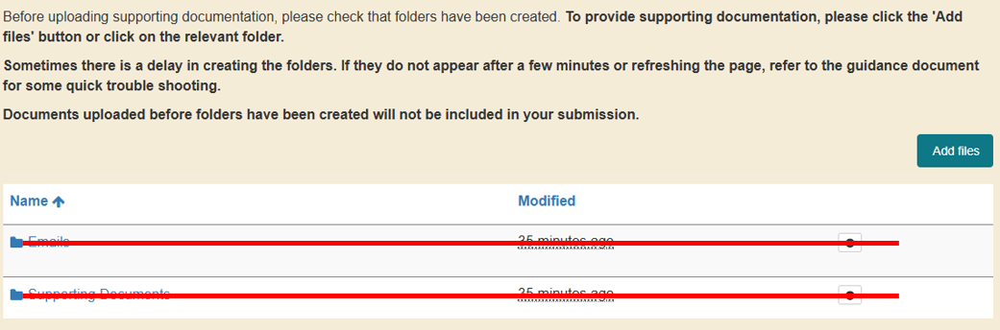 Before uploading supporting documentation, please check that folders have been created. To provide supporting documentation, please click the 'Add
files' button or click on the relevant folder.
Sometimes there is a delay in creating the folders. If they do not appear after a few minutes or refreshing the page, refer to the guidance document
for some quick trouble shooting.
Documents uploaded before folders have been created will not be included in your submission.
Add files
Name Modified
Emails 35 minutes ago
Supporting Documents 35 minutes ago